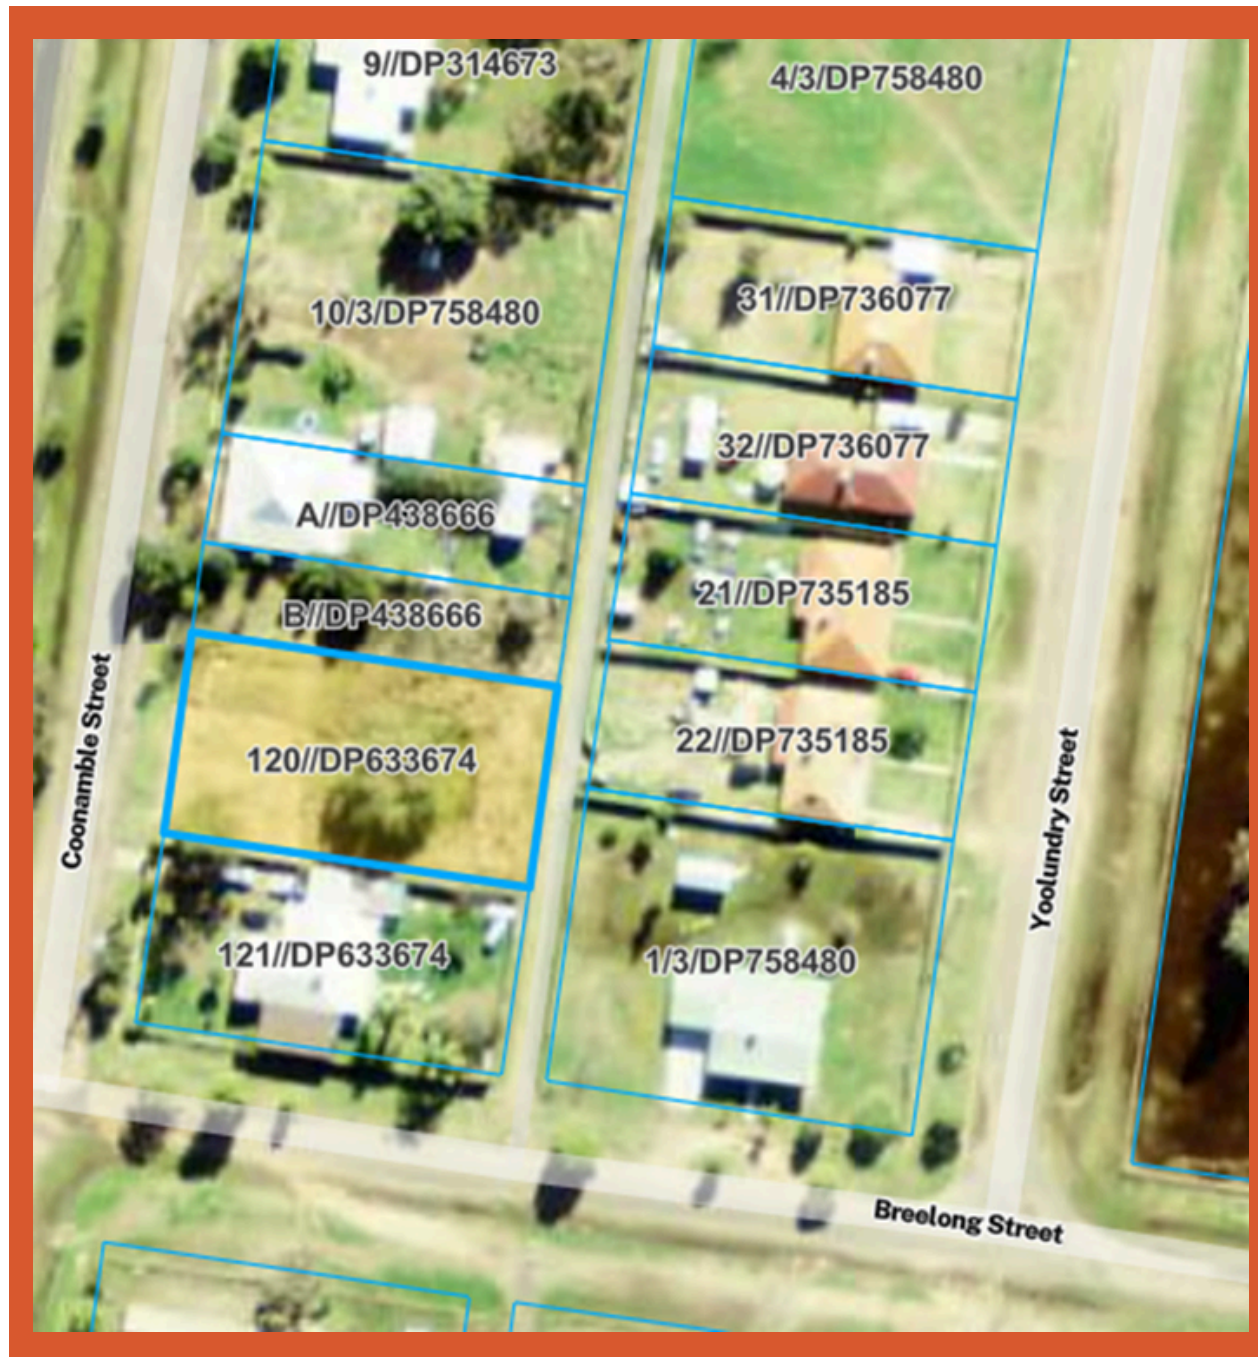 9//DP314673
4/3/DP758480
31//DP736077
10/3/DP758480
32//DP736077
A//DP438666
21//DP735185
B//DP438666
22//DP735185
120//DP633674
Coonamble Street
Yoolundry Street
121//DP633674
1/3/DP758480
Breelong Street